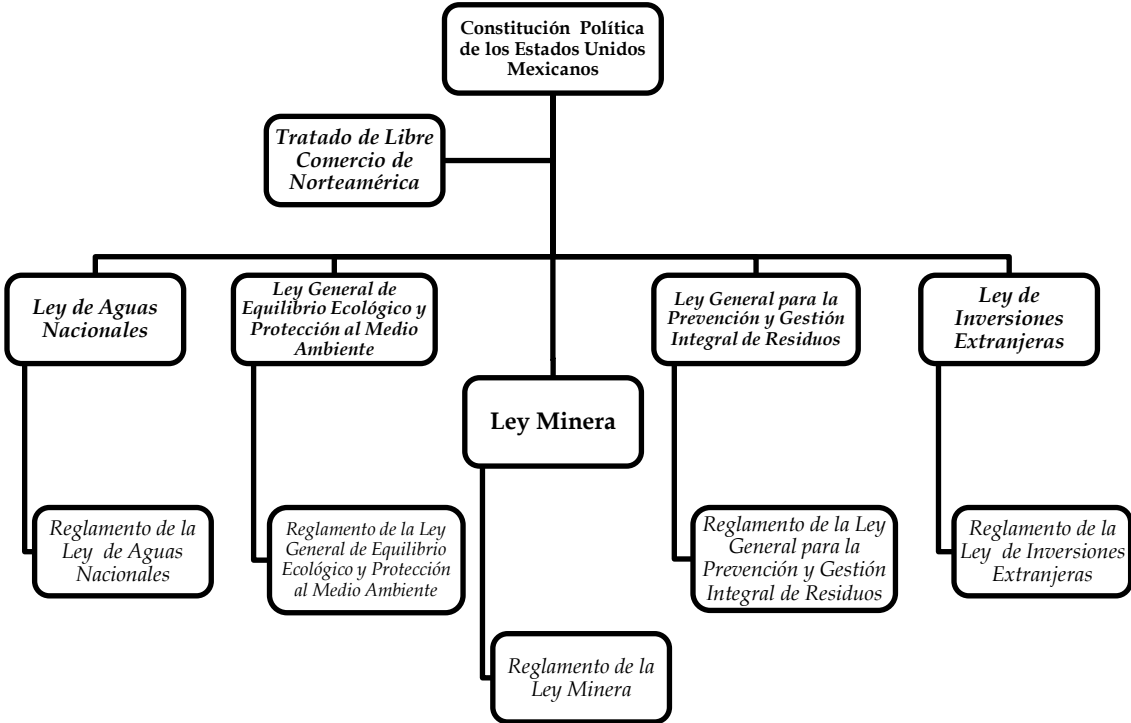 Constitución Política
de los Estados Unidos
Mexicanos
Tratado de Libre
Comercio de
Norteamérica
Ley de Aguas
Nacionales
Ley General de
Equilibrio Ecológico y
Protección al Medio
Ambiente
Ley Minera
Ley General para la
Prevención y Gestión
Integral de Residuos
Ley de
Inversiones
Extranjeras
Reglamento de la
Ley de Aguas
Nacionales
Reglamento de la Ley
General de Equilibrio
Ecológico y Protección
al Medio Ambiente
Reglamento de la
Ley Minera
Reglamento de la Ley
General para la
Prevención y Gestión
Integral de Residuos
Reglamento de la
Ley de Inversiones
Extranjeras